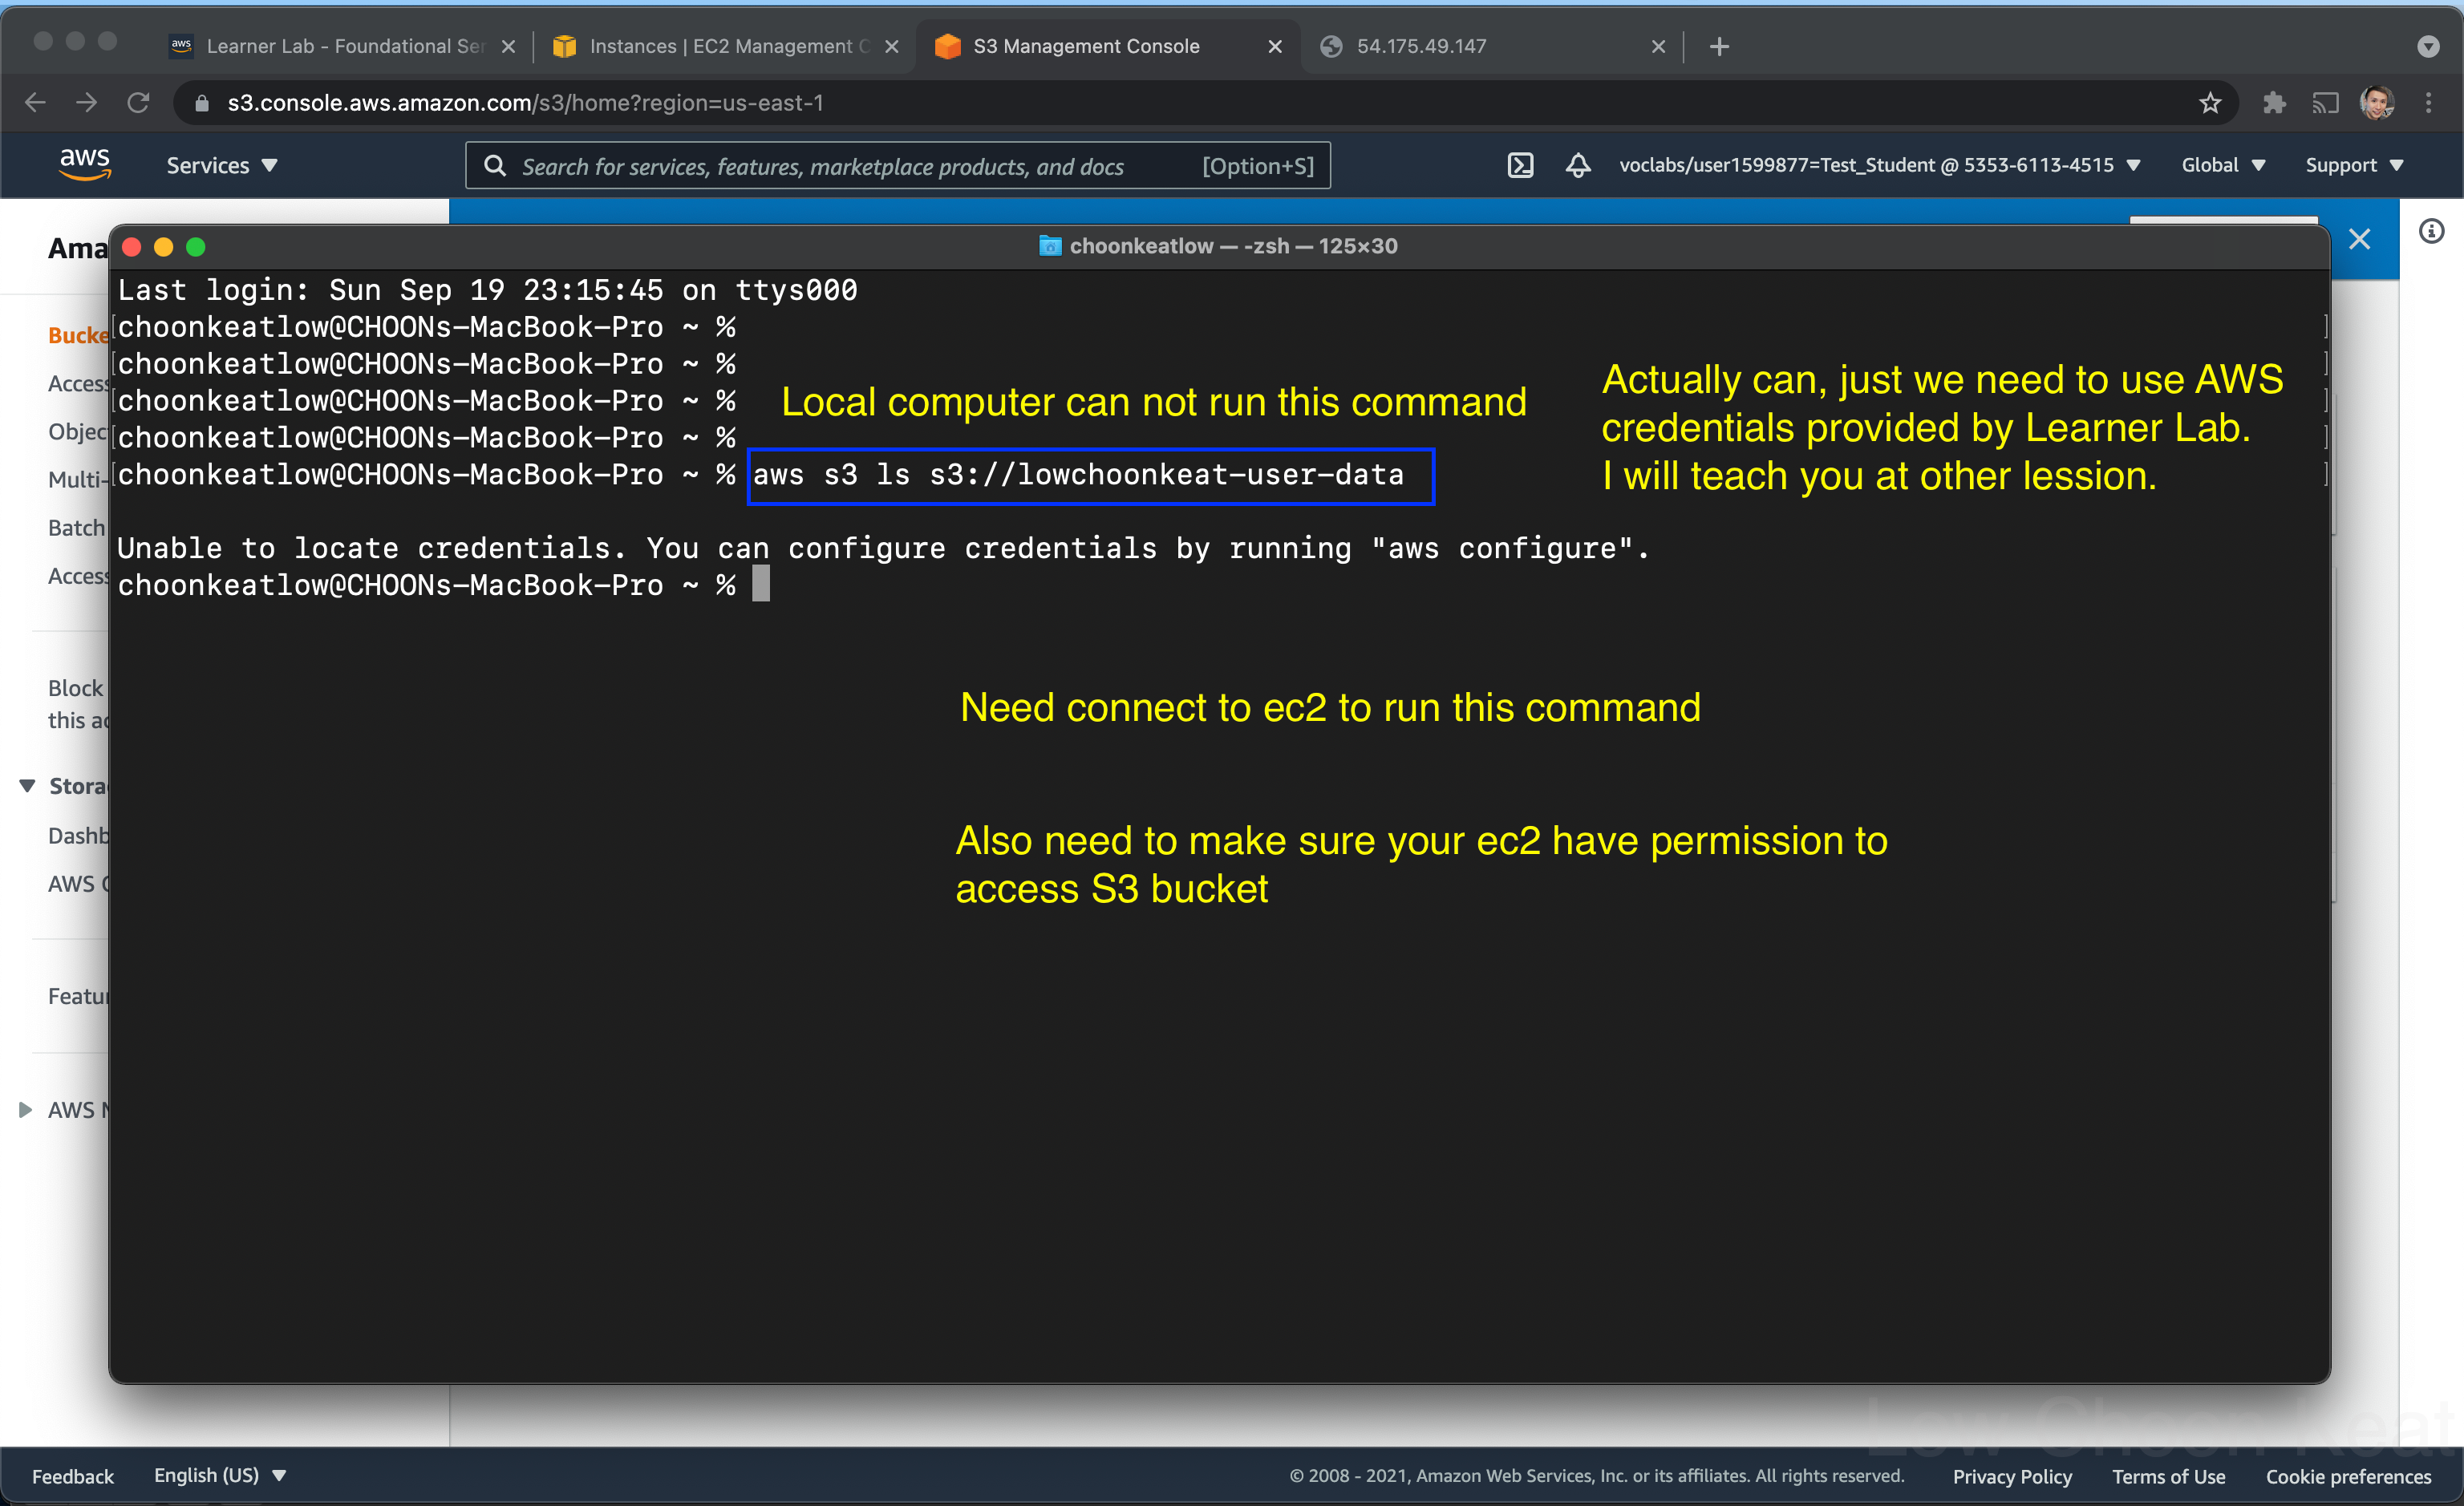 Learner Lab - Foundational Ser
Instances | EC2 Management C
S3 Management Console
54.175.49.147
s3.console.aws.amazon.com/s3/home?region=us-east-1
aws
Services
Search for services, features, marketplace products, and docs
[Option+S]
voclabs/user1599877=Test_Student @ 5353-6113-4515
Global
Support
choonkeatlow — -zsh — 125×30
Ama
Bucke
Access
Objec
Multi-
Batch
Access
Block
this ac
Stora
Dashb
AWS
Featur
AWS
Last login: Sun Sep 19 23:15:45 on ttys000
choonkeatlow@CHOONs-MacBook-Pro ~ %
choonkeatlow@CHOONs-MacBook-Pro ~ %
choonkeatlow@CHOONs-MacBook-Pro ~ %
choonkeatlow@CHOONs-MacBook-Pro ~ %
choonkeatlow@CHOONs-MacBook-Pro ~ % aws s3 ls s3://lowchoonkeat-user-data
Unable to locate credentials. You can configure credentials by running "aws configure".
choonkeatlow@CHOONs-MacBook-Pro ~ %
Local computer can not run this command
Actually can, just we need to use AWS
credentials provided by Learner Lab.
I will teach you at other lession.
Need connect to ec2 to run this command
Also need to make sure your ec2 have permission to
access S3 bucket
Low Choon Keat
Feedback
English (US)
© 2008 - 2021, Amazon Web Services, Inc. or its affiliates. All rights reserved.
Privacy Policy
Terms of Use
Cookie preferences